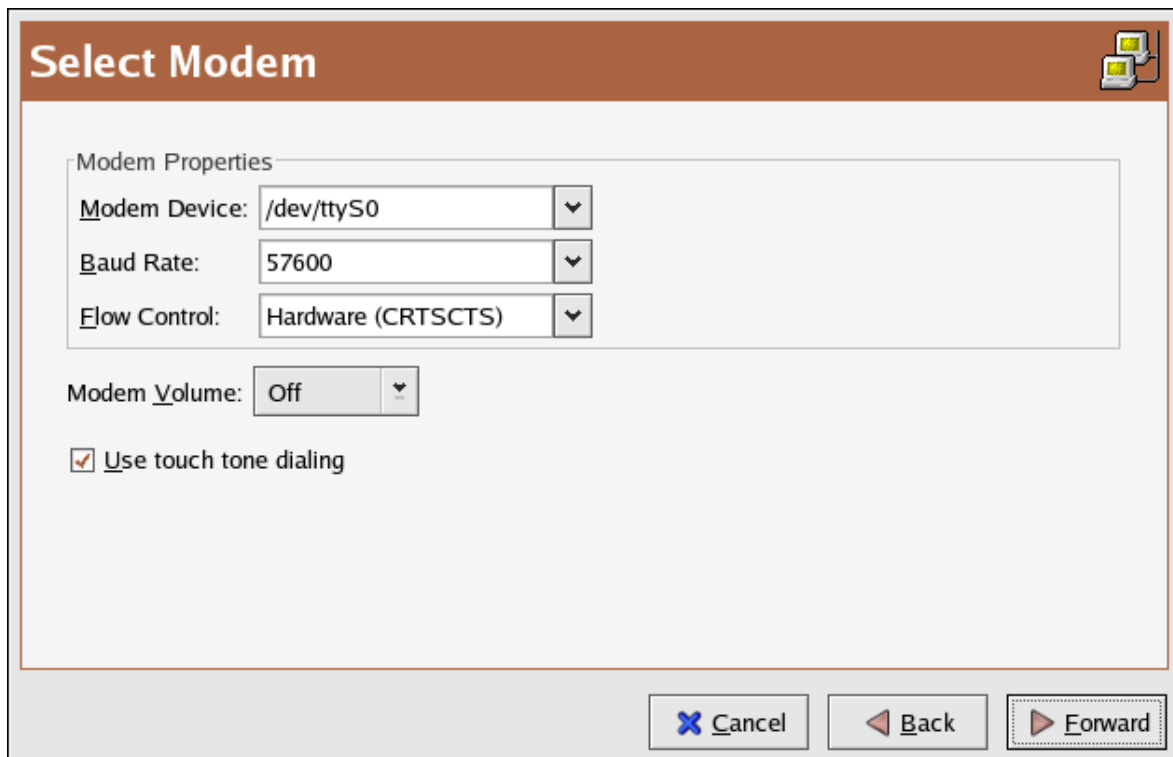 Select Modem
Modem Properties
Modem Device: /dev/ttyS0
Baud Rate: 57600
Flow Control: Hardware (CRTSCTS)
Modem Volume: Off
Use touch tone dialing
Cancel Back Forward